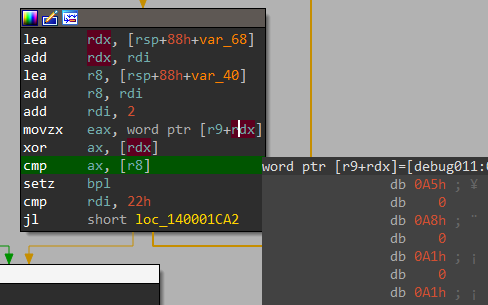 lea rdx, [rsp+88h+var_68]
add rdx, rdi
lea r8, [rsp+88h+var_40]
add r8, rdi
add rdi, 2
movzx eax, word ptr [r9+rdx]
xor ax, [rdx]
cmp ax, [r8]
setz bpl
cmp rdi, 22h
jl short loc_140001CA2
word ptr [r9+rdx]=[debug011:0
db 0A5h ; ¥
db 0
db 0A8h ; ¨
db 0
db 0A1h ; ¡
db 0
db 0A1h ; ¡